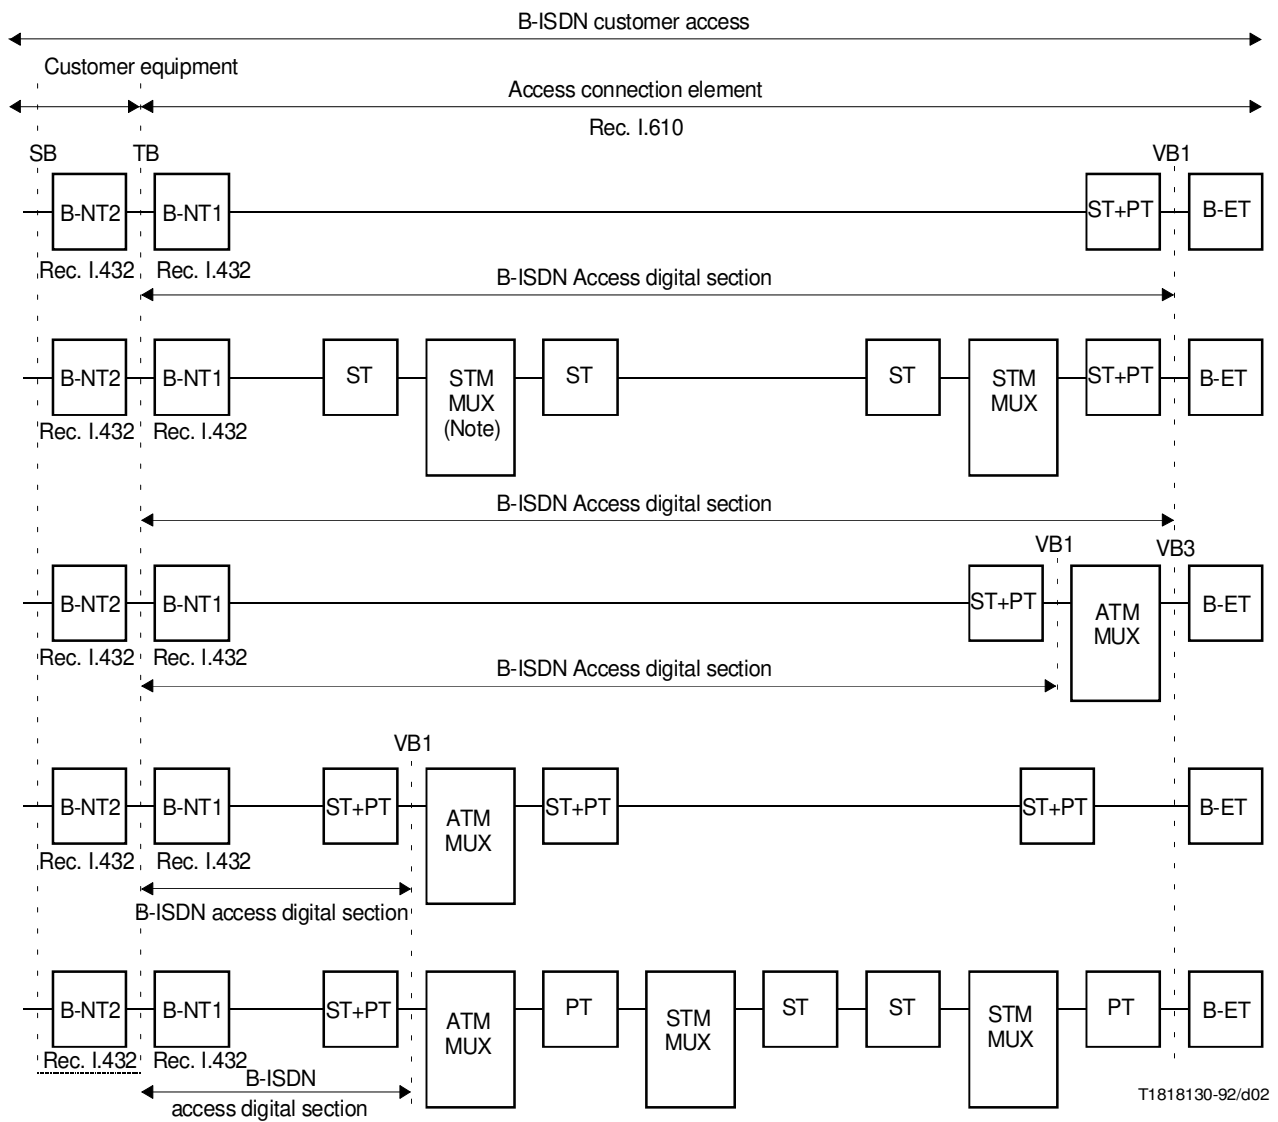 B-ISDN customer access
Customer equipment
Access connection element
Rec. I.610
SB TB VB1
B-NT2 B-NT1 ST+PT B-ET
Rec. I.432 Rec. I.432
B-ISDN Access digital section
B-NT2 B-NT1 ST STM MUX (Note) ST ST STM MUX ST+PT B-ET
Rec. I.432 Rec. I.432
B-ISDN Access digital section
VB1 VB3
B-NT2 B-NT1 ST+PT ATM MUX B-ET
Rec. I.432 Rec. I.432
B-ISDN Access digital section
VB1
B-NT2 B-NT1 ST+PT ATM MUX ST+PT ST+PT B-ET
Rec. I.432 Rec. I.432
B-ISDN access digital section
B-NT2 B-NT1 ST+PT ATM MUX PT STM MUX ST ST STM MUX PT B-ET
Rec. I.432 Rec. I.432
B-ISDN
access digital section
T1818130-92/d02